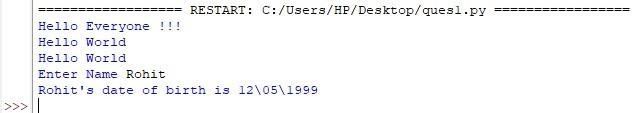 ================== RESTART: C:/Users/HP/Desktop/ques1.py =================
Hello Everyone !!!
Hello World
Hello World
Enter Name Rohit
Rohit's date of birth is 12\05\1999
>>>